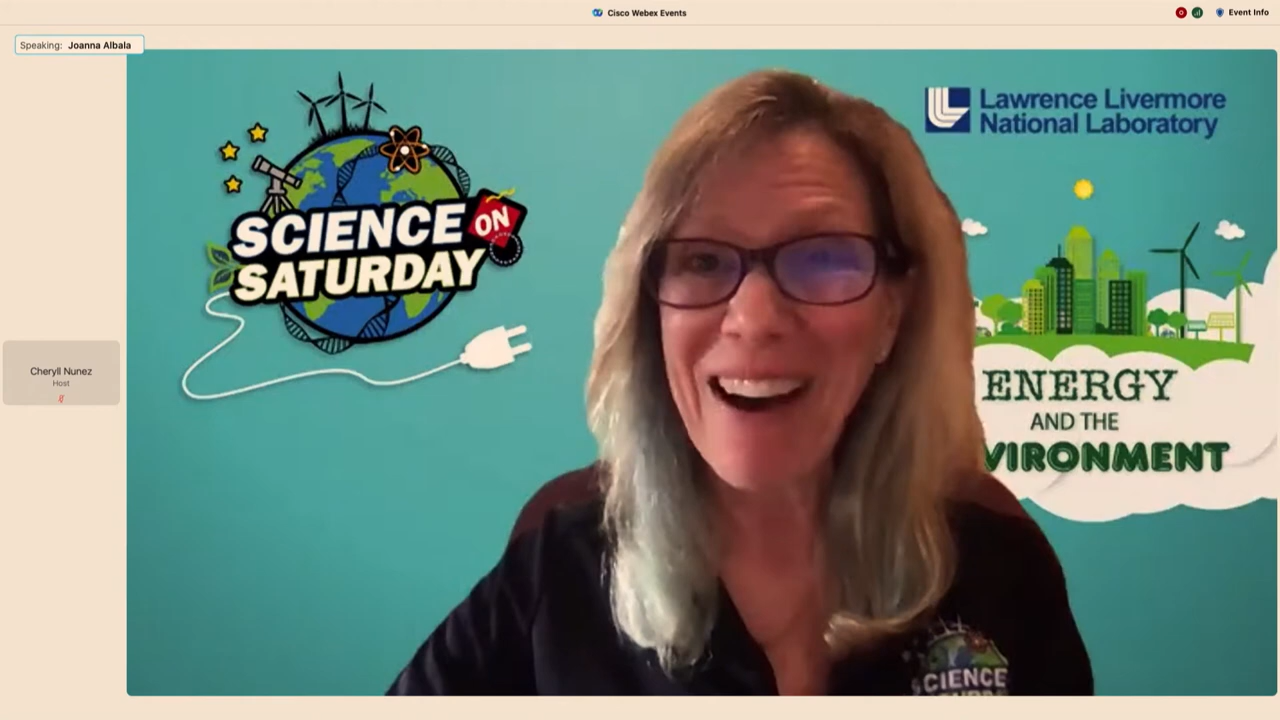 Cisco Webex Events
Event Info
Speaking: Joanna Albala
Lawrence Livermore
National Laboratory
SCIENCE ON
SATURDAY
Cheryll Nunez
Host
ENERGY
AND THE
VIRONMENT
CIENCE